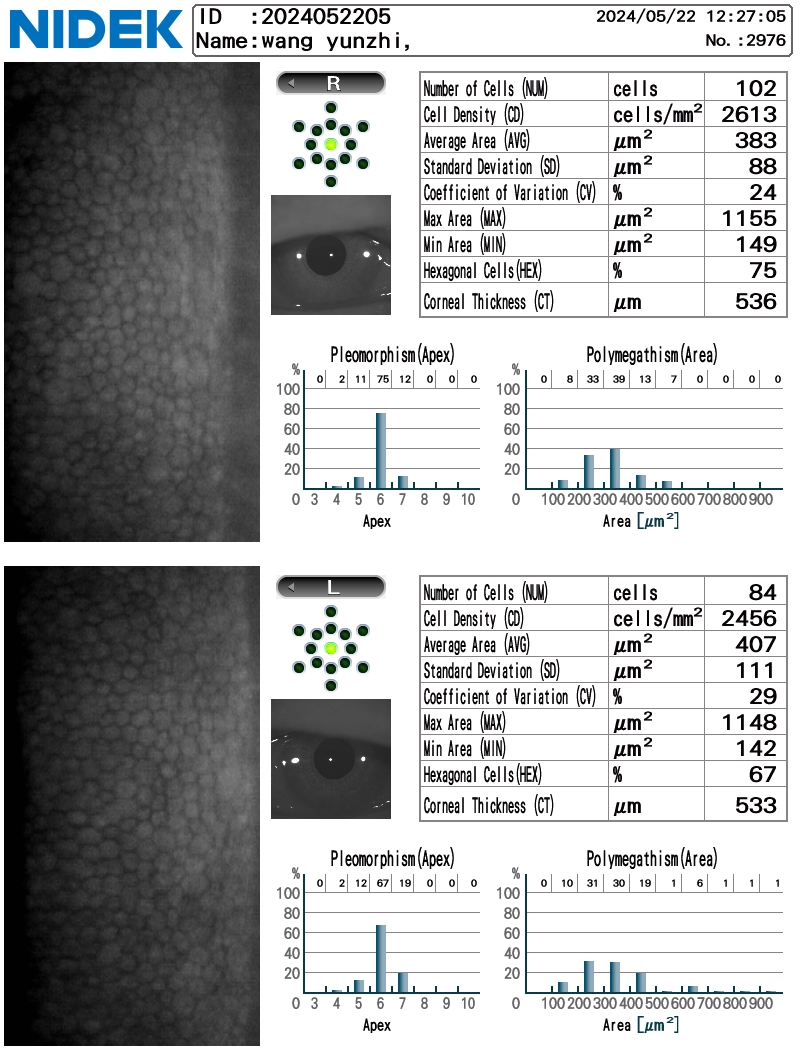 NIDEK
ID :2024052205 2024/05/22 12:27:05
Name:wang yunzhi, No. :2976
R
Number of Cells (NUM) cells 102
Cell Density (CD) cells/mm² 2613
Average Area (AVG) μm² 383
Standard Deviation (SD) μm² 88
Coefficient of Variation (CV) % 24
Max Area (MAX) μm² 1155
Min Area (MIN) μm² 149
Hexagonal Cells(HEX) % 75
Corneal Thickness (CT) μm 536
Pleomorphism(Apex)
% 0 2 11 75 12 0 0 0
100
80
60
40
20
0 3 4 5 6 7 8 9 10
Apex
Polymegathism(Area)
% 0 8 33 39 13 7 0 0 0 0
100
80
60
40
20
0 100 200 300 400 500 600 700 800 900
Area [μm²]
L
Number of Cells (NUM) cells 84
Cell Density (CD) cells/mm² 2456
Average Area (AVG) μm² 407
Standard Deviation (SD) μm² 111
Coefficient of Variation (CV) % 29
Max Area (MAX) μm² 1148
Min Area (MIN) μm² 142
Hexagonal Cells(HEX) % 67
Corneal Thickness (CT) μm 533
Pleomorphism(Apex)
% 0 2 12 67 19 0 0 0
100
80
60
40
20
0 3 4 5 6 7 8 9 10
Apex
Polymegathism(Area)
% 0 10 31 30 19 1 6 1 1 1
100
80
60
40
20
0 100 200 300 400 500 600 700 800 900
Area [μm²]